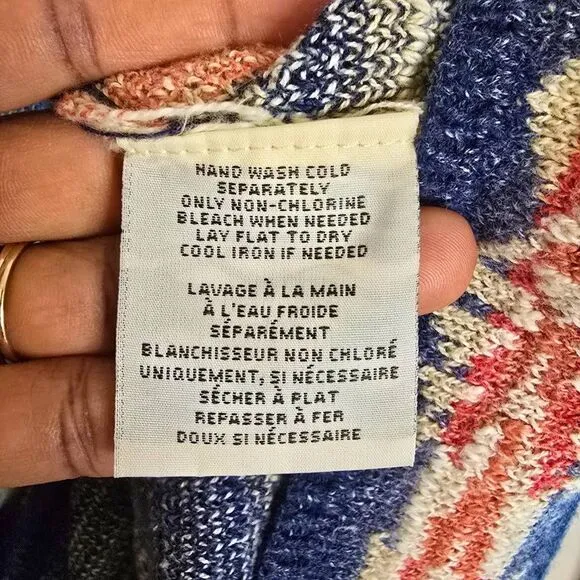 HAND WASH COLD
SEPARATELY
ONLY NON-CHLORINE
BLEACH WHEN NEEDED
LAY FLAT TO DRY
COOL IRON IF NEEDED
LAVAGE À LA MAIN
À L'EAU FROIDE
SÉPARÉMENT
BLANCHISSEUR NON CHLORÉ
UNIQUEMENT, SI NÉCESSAIRE
SÉCHER À PLAT
REPASSER À FER
DOUX SI NÉCESSAIRE